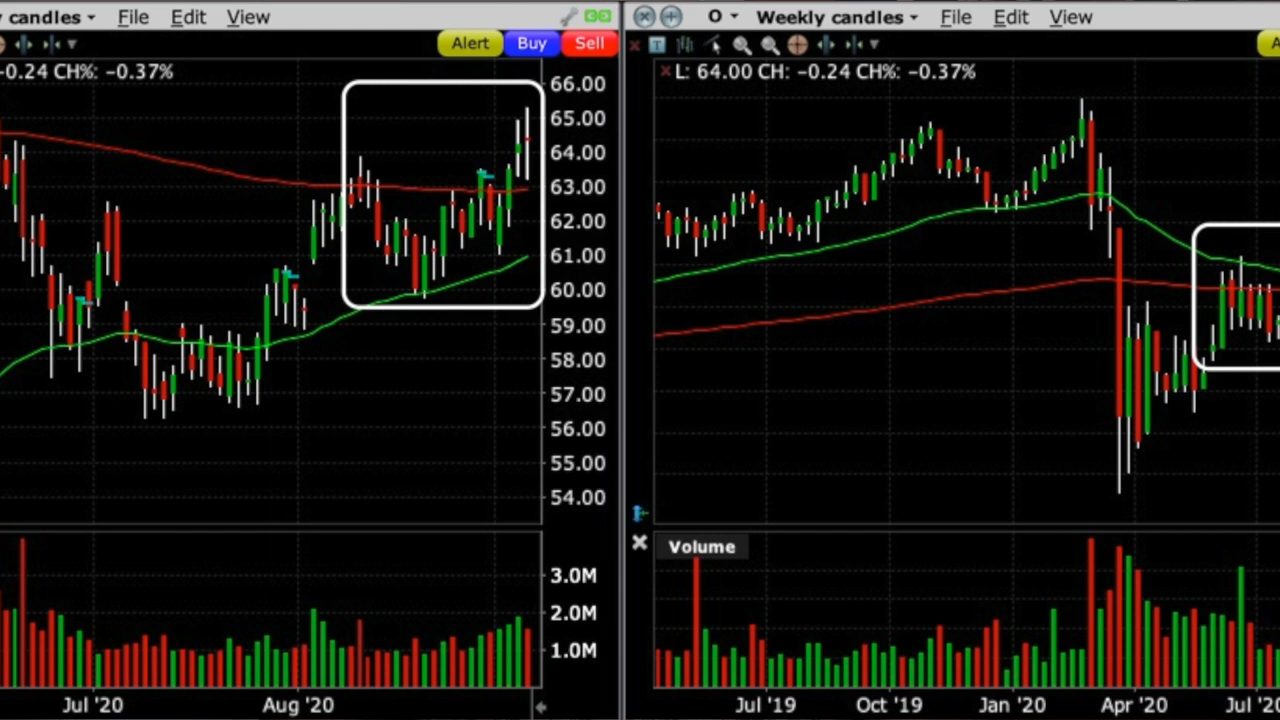 candles File Edit View
Alert Buy Sell
-0.24 CH%: -0.37%
66.00
65.00
64.00
63.00
62.00
61.00
60.00
59.00
58.00
57.00
56.00
55.00
54.00
3.0M
2.0M
1.0M
Jul '20 Aug '20
O Weekly candles File Edit View
T
A
L: 64.00 CH: -0.24 CH%: -0.37%
Volume
Jul '19 Oct '19 Jan '20 Apr '20 Jul '20